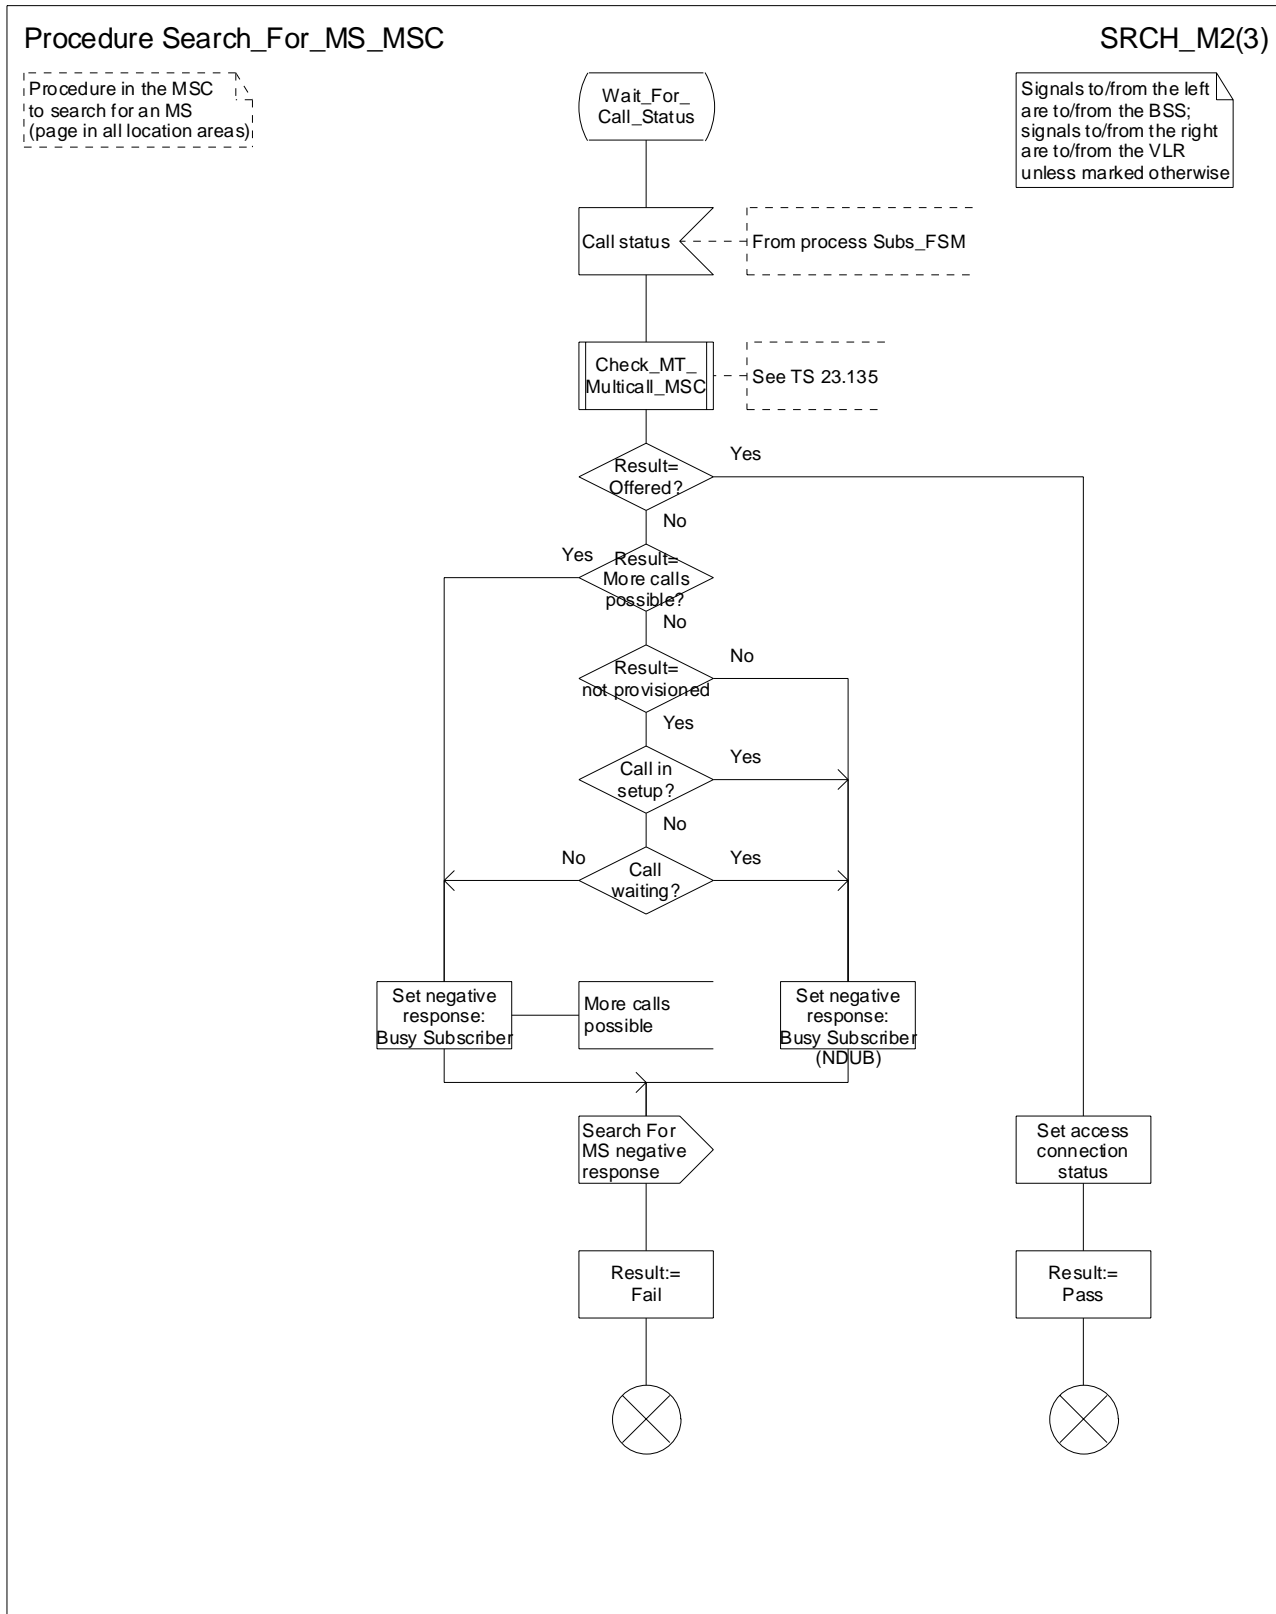 Procedure Search_For_MS_MSC
SRCH_M2(3)
Procedure in the MSC
to search for an MS
(page in all location areas)
Signals to/from the left
are to/from the BSS;
signals to/from the right
are to/from the VLR
unless marked otherwise
Wait_For_
Call_Status
Call status
From process Subs_FSM
Check_MT_
Multicall_MSC
See TS 23.135
Result=
Offered?
Yes
No
Result=
More calls
possible?
Yes
No
Result=
not provisioned
No
Yes
Call in
setup?
Yes
No
Call
waiting?
No
Yes
Set negative
response:
Busy Subscriber
More calls
possible
Set negative
response:
Busy Subscriber
(NDUB)
Search For
MS negative
response
Set access
connection
status
Result:=
Fail
Result:=
Pass